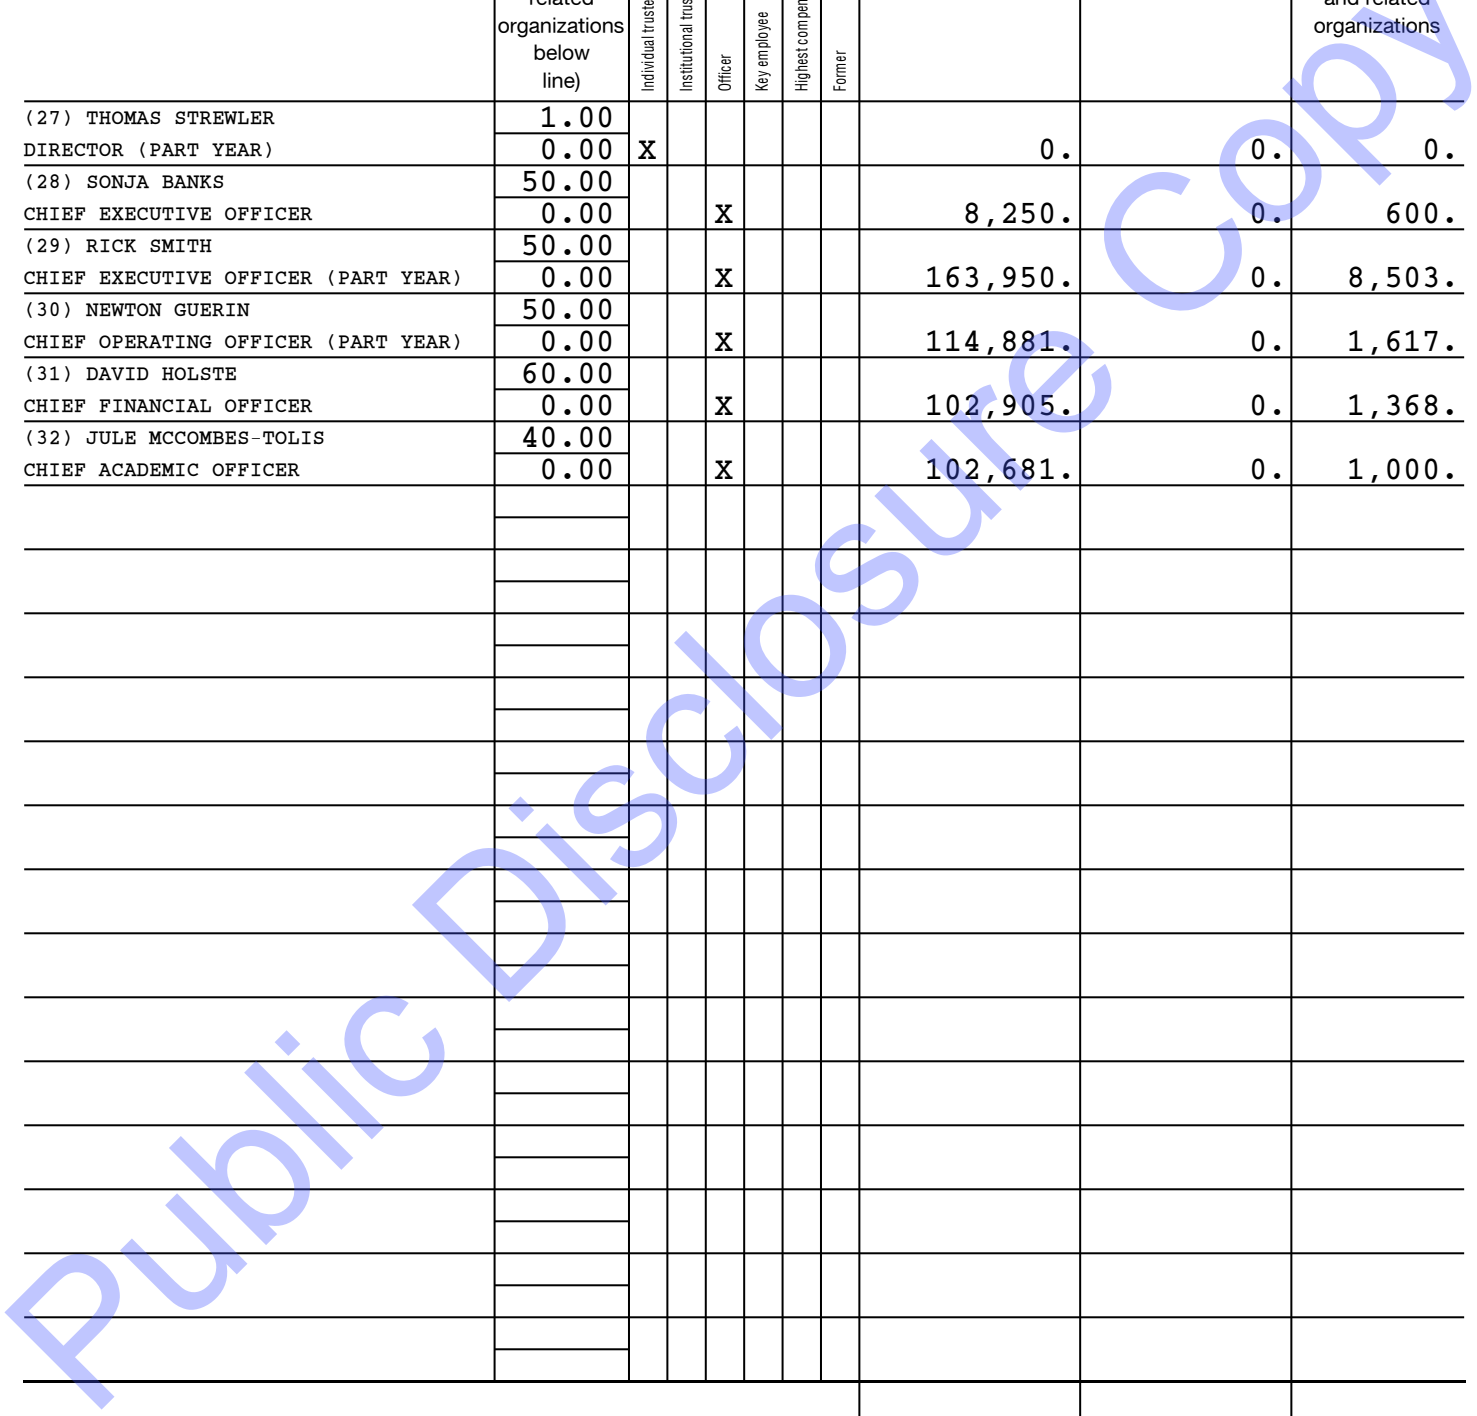 related
organizations
below
line)
Individual truste
Institutional trus
Officer
Key employee
Highest compen
Former
and related
organizations
(27) THOMAS STREWLER 1.00
DIRECTOR (PART YEAR) 0.00 X 0. 0. 0.
(28) SONJA BANKS 50.00
CHIEF EXECUTIVE OFFICER 0.00 X 8,250. 0. 600.
(29) RICK SMITH 50.00
CHIEF EXECUTIVE OFFICER (PART YEAR) 0.00 X 163,950. 0. 8,503.
(30) NEWTON GUERIN 50.00
CHIEF OPERATING OFFICER (PART YEAR) 0.00 X 114,881. 0. 1,617.
(31) DAVID HOLSTE 60.00
CHIEF FINANCIAL OFFICER 0.00 X 102,905. 0. 1,368.
(32) JULE MCCOMBES-TOLIS 40.00
CHIEF ACADEMIC OFFICER 0.00 X 102,681. 0. 1,000.
Public Disclosure Copy